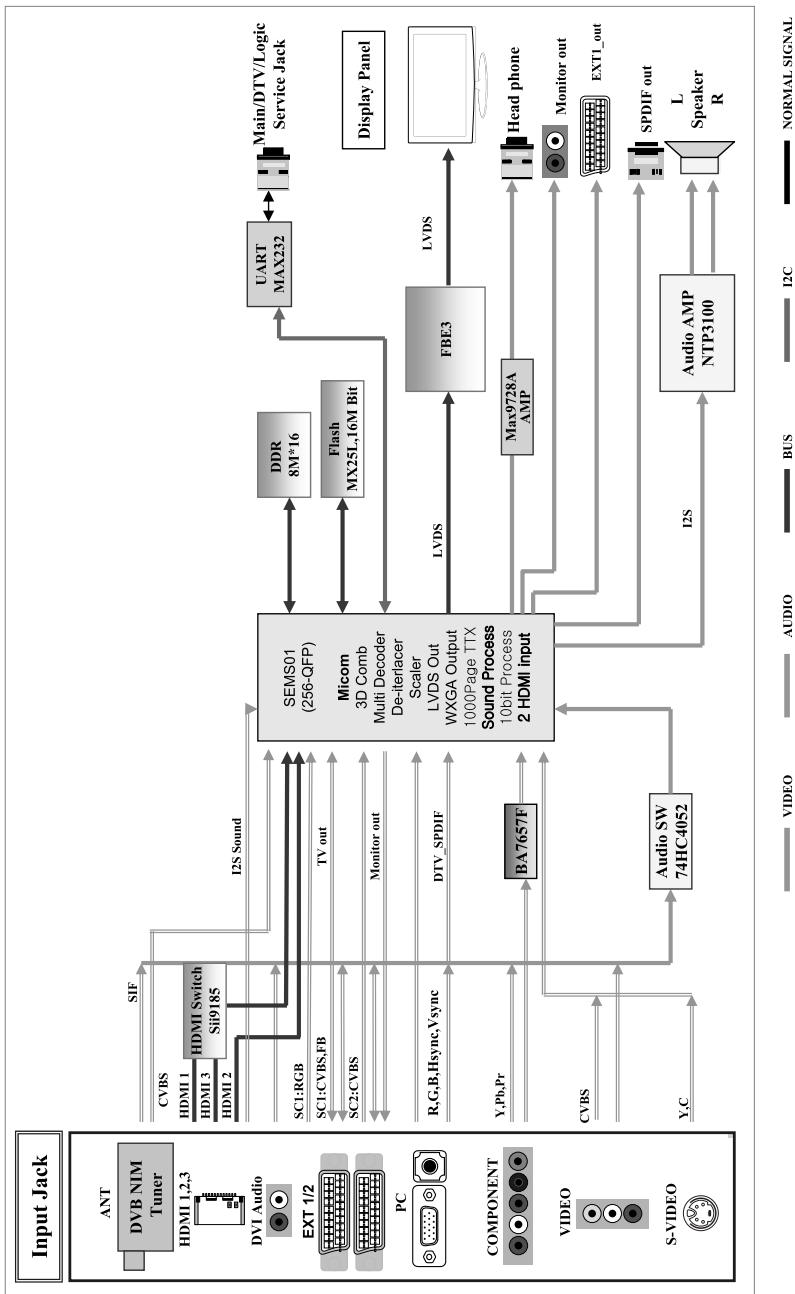 Input Jack
ANT
DVB NIM
Tuner
HDMI 1,2,3
DVI Audio
EXT 1/2
PC
COMPONENT
VIDEO
S-VIDEO
SIF
CVBS
HDMI 1
HDMI 3
HDMI 2
SC1:RGB
SC1:CVBS,FB
SC2:CVBS
R,G,B,Hsync,Vsync
Y,Pb,Pr
CVBS
Y,C
HDMI Switch
Sii9185
I2S Sound
TV out
Monitor out
DTV_SPDIF
BA7657F
Audio SW
74HC4052
SEMS01
(256-QFP)
Micom
3D Comb
Multi Decoder
De-iterlacer
Scaler
LVDS Out
WXGA Output
1000Page TTX
Sound Process
10bit Process
2 HDMI input
DDR
8M*16
Flash
MX25L,16M Bit
UART
MAX232
Main/DTV/Logic
Service Jack
LVDS
FBE3
LVDS
Display Panel
Max9728A
AMP
Head phone
Monitor out
EXT1_out
SPDIF out
I2S
Audio AMP
NTP3100
L
Speaker
R
VIDEO
AUDIO
BUS
I2C
NORMAL SIGNAL